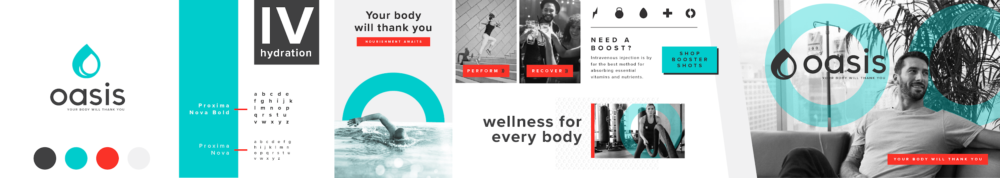 oasis
YOUR BODY WILL THANK YOU
Proxima
Nova Bold
Proxima
Nova
IV
hydration
a b c d e
f g h i j k
l m n o p
q r s t u
v w x y z
a b c d e f g
h i j k l m n
o p q r s t u
v w x y z
Your body
will thank you
NOURISHMENT AWAITS
PERFORM
RECOVER
NEED A
BOOST?
Intravenous injection is by
far the best method for
absorbing essential
vitamins and nutrients.
SHOP
BOOSTER
SHOTS
wellness for
every body
oasis
YOUR BODY WILL THANK YOU
YOUR BODY WILL THANK YOU